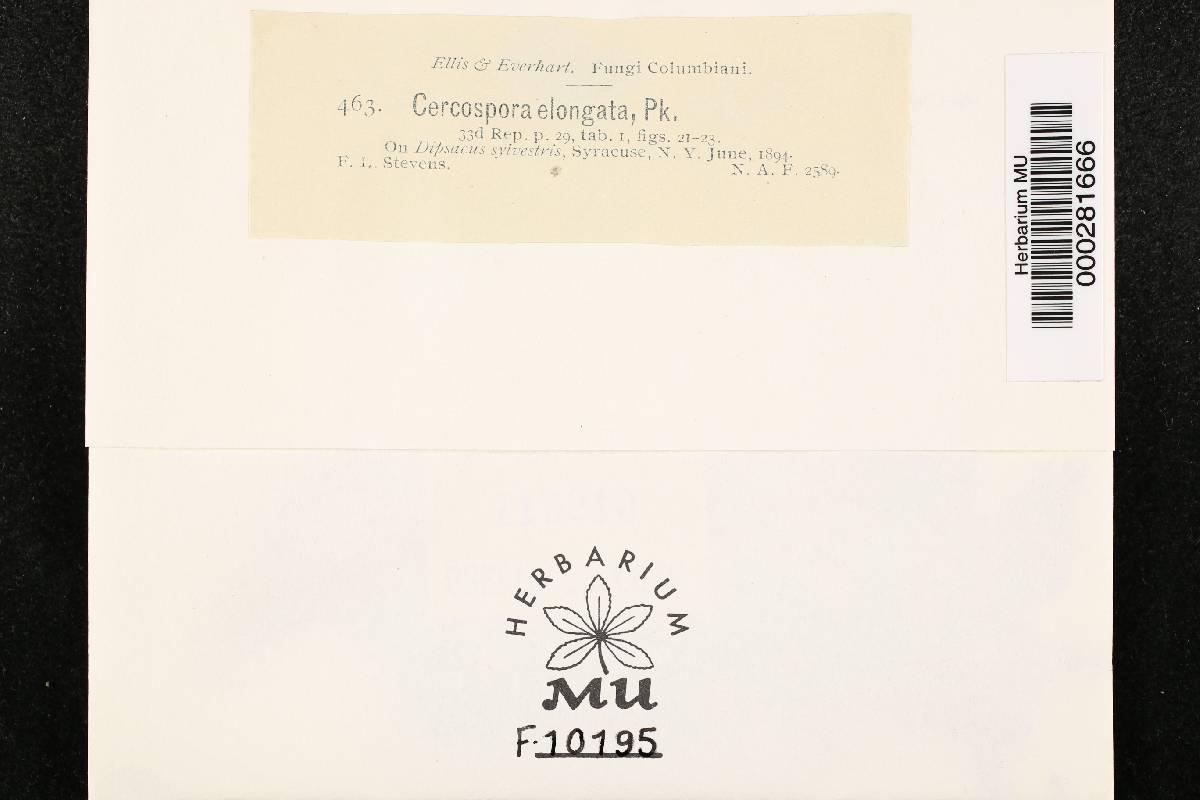 Ellis & Everhart. Fungi Columbiani.
463. Cercospora elongata, Pk.
33d Rep. p. 29, tab. 1, figs. 21-23.
On Dipsacus sylvestris, Syracuse, N. Y. June, 1894.
F. L. Stevens. N. A. F. 2589.
Herbarium MU
000281666
HERBARIUM
MU
F.10195